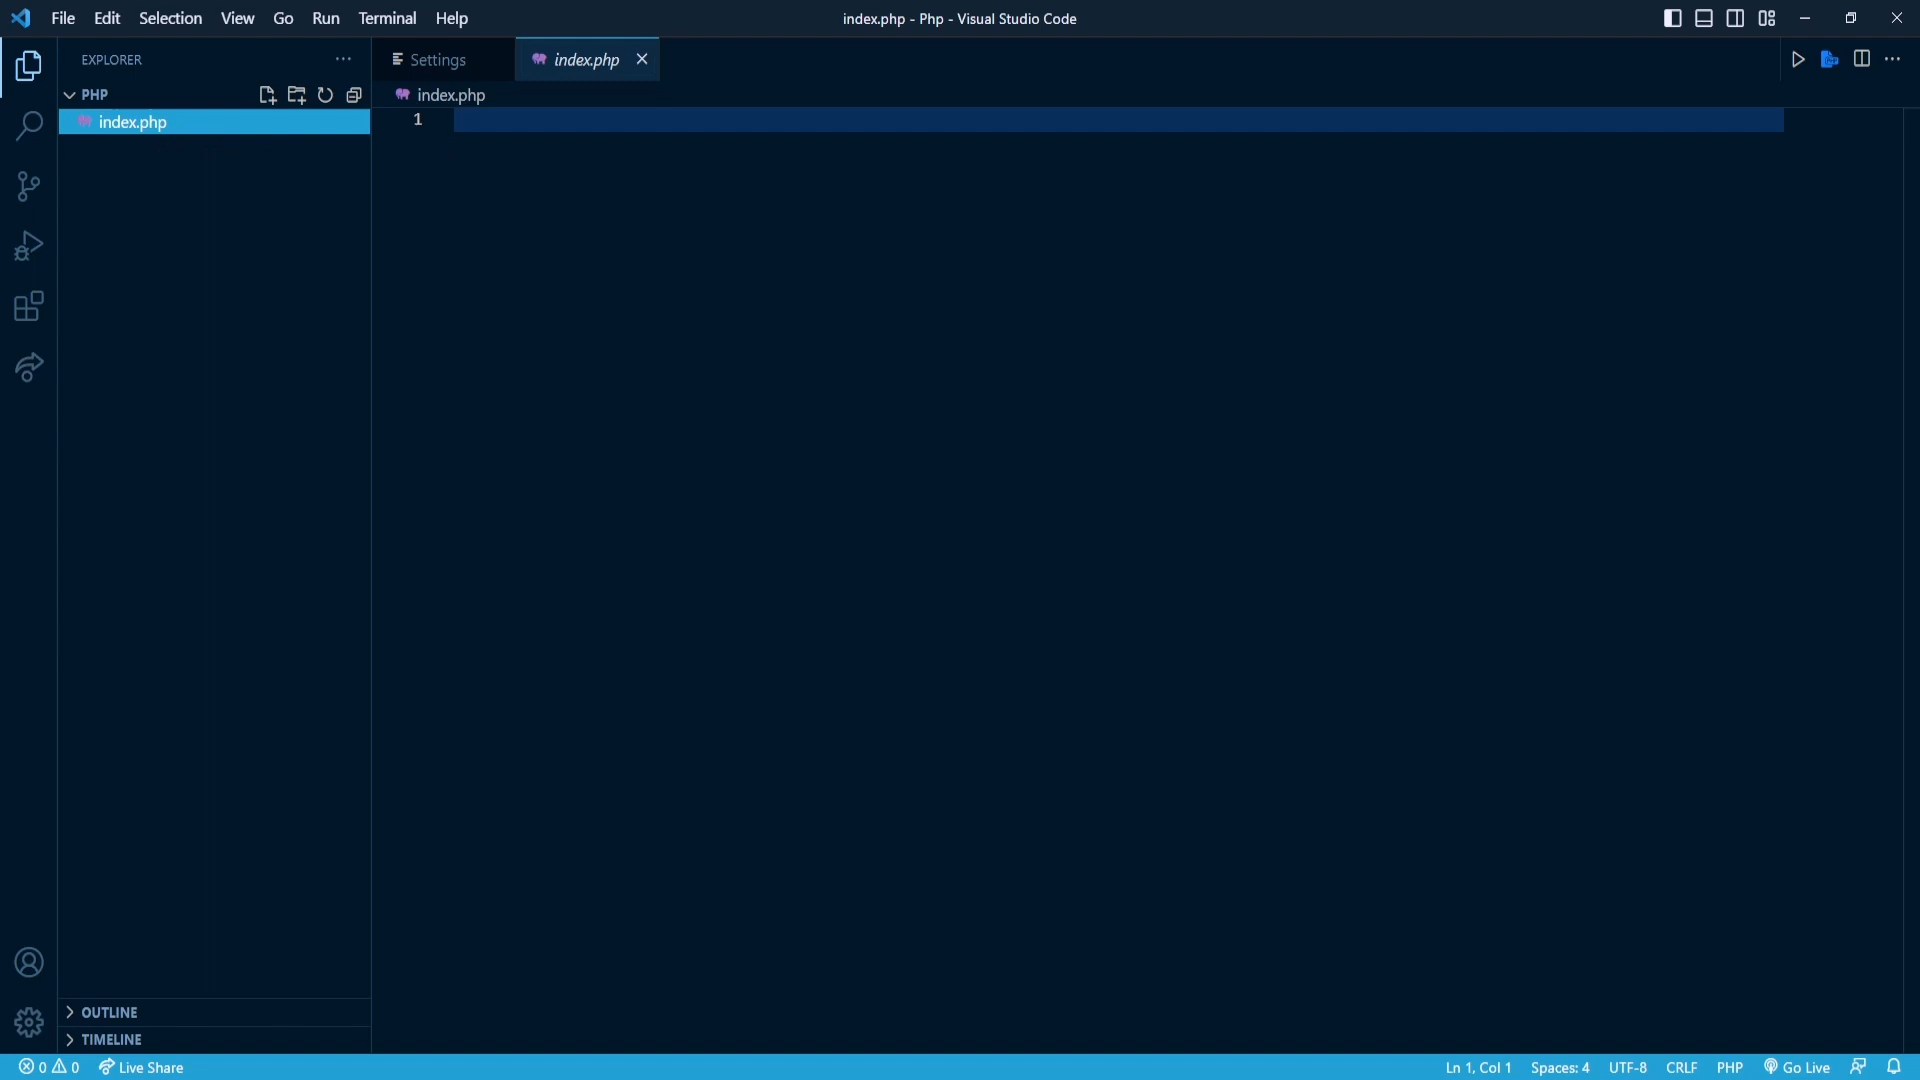 File Edit Selection View Go Run Terminal Help
index.php - Php - Visual Studio Code
EXPLORER
Settings
index.php
PHP
index.php
index.php
1
OUTLINE
TIMELINE
0 0 Live Share
Ln 1, Col 1 Spaces: 4 UTF-8 CRLF PHP Go Live